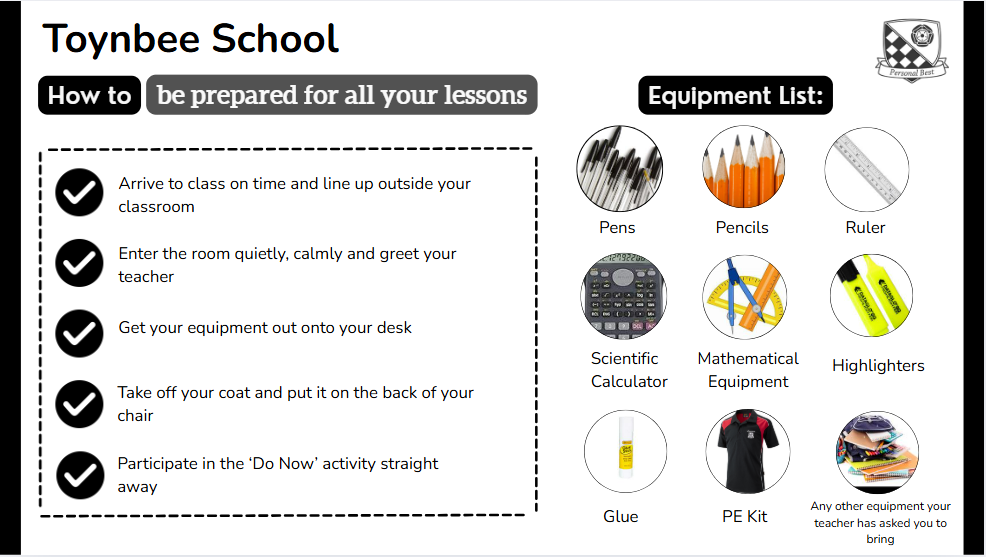 Toynbee School
How to be prepared for all your lessons
Arrive to class on time and line up outside your
classroom
Enter the room quietly, calmly and greet your
teacher
Get your equipment out onto your desk
Take off your coat and put it on the back of your
chair
Participate in the ‘Do Now’ activity straight
away
Personal Best
Equipment List:
Pens
Pencils
Ruler
Scientific
Calculator
Mathematical
Equipment
Highlighters
Glue
PE Kit
Any other equipment your
teacher has asked you to
bring